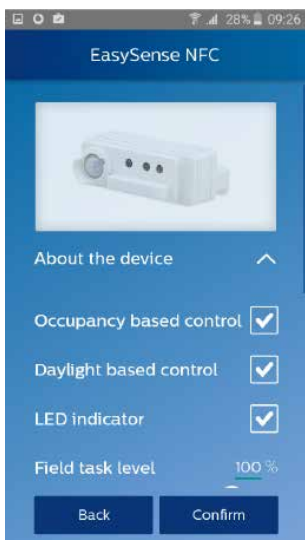 28% 09:26
EasySense NFC
About the device
Occupancy based control
Daylight based control
LED indicator
Field task level 100 %
Back Confirm